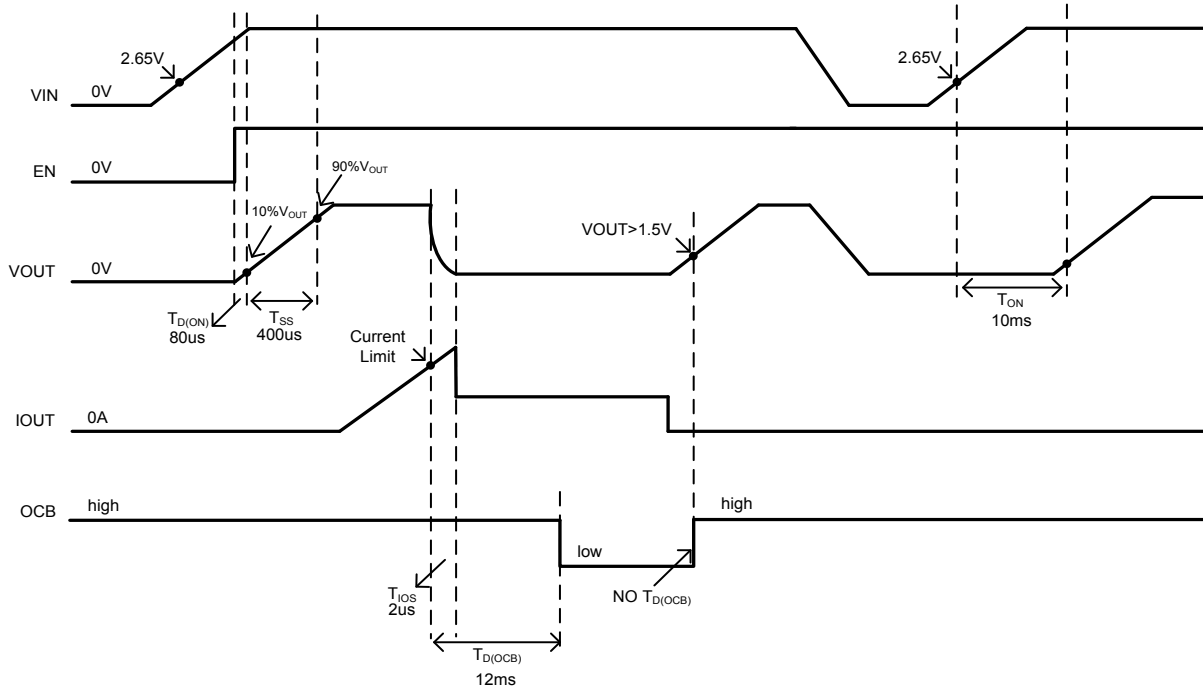 2.65V
2.65V
VIN
0V
EN
0V
90%VOUT
10%VOUT
VOUT>1.5V
VOUT
0V
TD(ON)
80us
TSS
400us
TON
10ms
Current
Limit
IOUT
0A
OCB
high
high
low
TIOS
2us
NO TD(OCB)
TD(OCB)
12ms